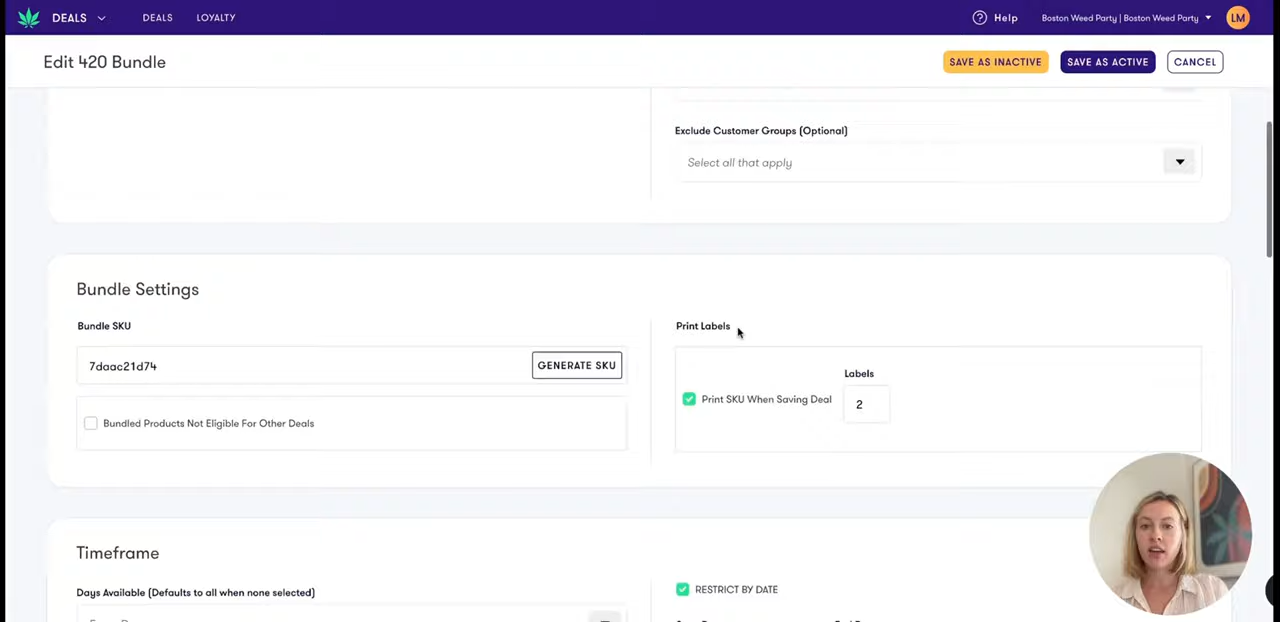 DEALS DEALS LOYALTY Help Boston Weed Party | Boston Weed Party LM
Edit 420 Bundle SAVE AS INACTIVE SAVE AS ACTIVE CANCEL
Exclude Customer Groups (Optional)
Select all that apply
Bundle Settings
Bundle SKU Print Labels
7daac21d74 GENERATE SKU
Labels
Print SKU When Saving Deal 2
Bundled Products Not Eligible For Other Deals
Timeframe
Days Available (Defaults to all when none selected) RESTRICT BY DATE